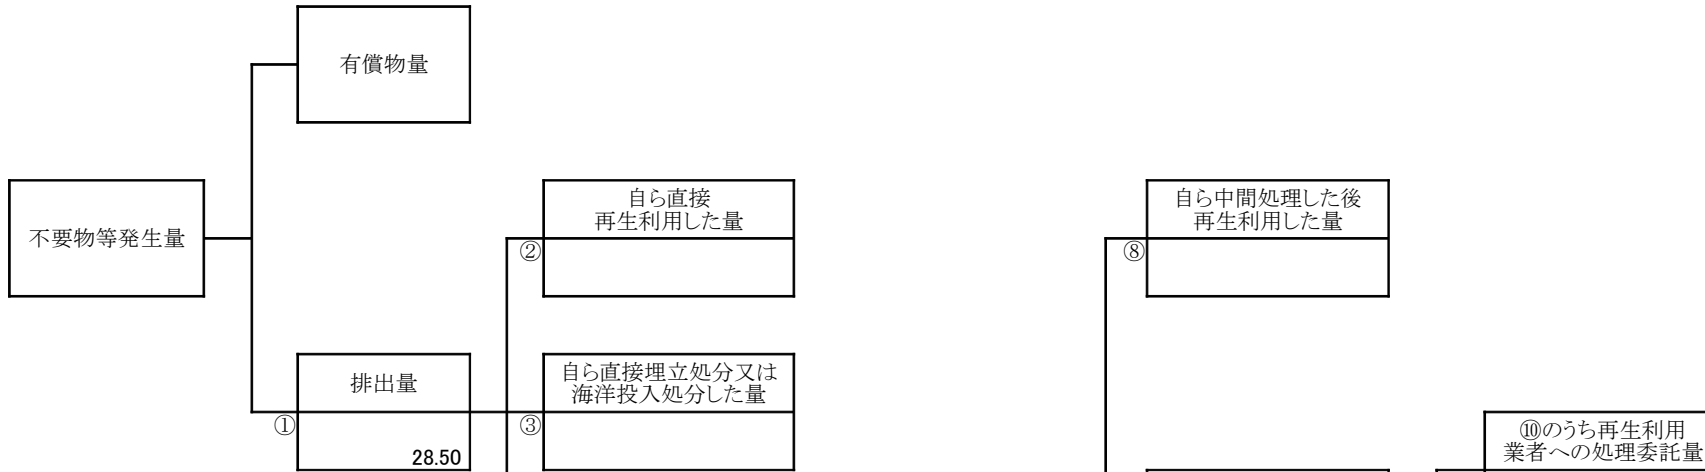 有償物量
不要物等発生量
自ら直接
再生利用した量
②
自ら中間処理した後
再生利用した量
⑧
排出量
①
28.50
自ら直接埋立処分又は
海洋投入処分した量
③
⑩のうち再生利用
業者への処理委託量